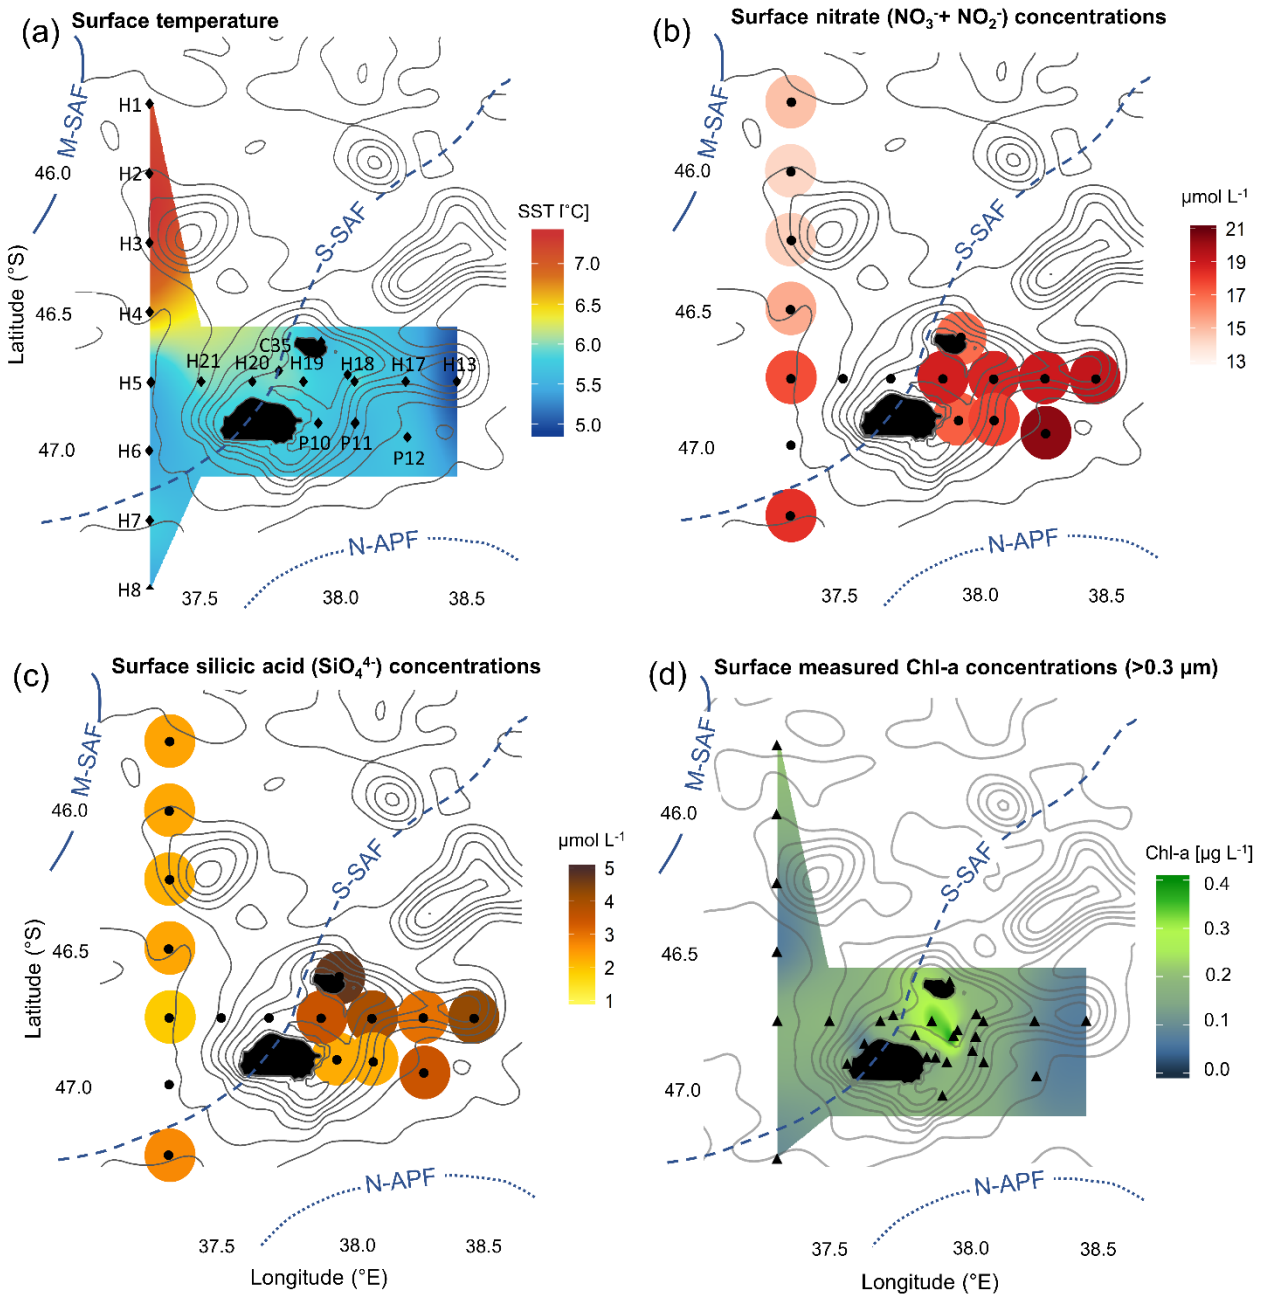 (a) Surface temperature
M-SAF
S-SAF
N-APF
H1
H2
H3
H4
H5
H6
H7
H8
H21
H20
C35
H19
H18
H17
H13
P10
P11
P12
46.0
46.5
47.0
Latitude (°S)
37.5 38.0 38.5
SST [°C]
7.0
6.5
6.0
5.5
5.0
(b) Surface nitrate (NO₃⁻+ NO₂⁻) concentrations
M-SAF
S-SAF
N-APF
46.0
46.5
47.0
37.5 38.0 38.5
µmol L⁻¹
21
19
17
15
13
(c) Surface silicic acid (SiO₄⁴⁻) concentrations
M-SAF
S-SAF
N-APF
46.0
46.5
47.0
Latitude (°S)
37.5 38.0 38.5
Longitude (°E)
µmol L⁻¹
5
4
3
2
1
(d) Surface measured Chl-a concentrations (>0.3 µm)
M-SAF
S-SAF
N-APF
46.0
46.5
47.0
37.5 38.0 38.5
Longitude (°E)
Chl-a [µg L⁻¹]
0.4
0.3
0.2
0.1
0.0